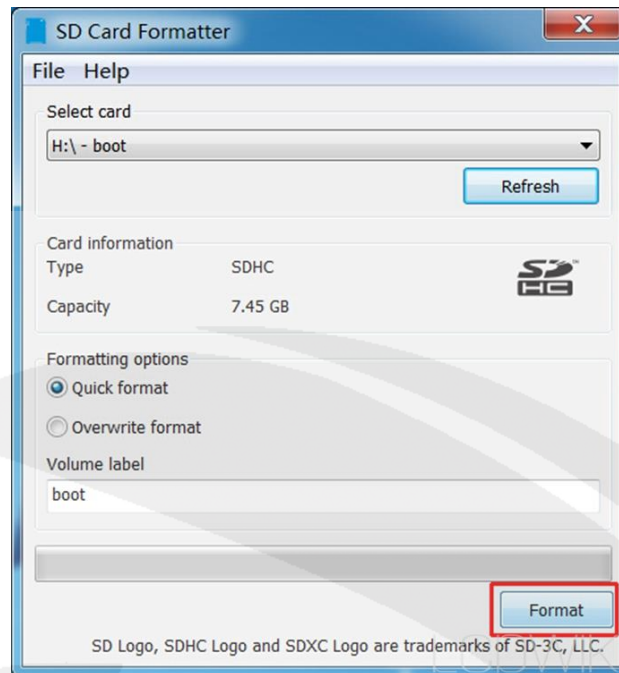 SD Card Formatter
File Help
Select card
H:\ - boot
Refresh
Card information
Type SDHC
SD
HC
Capacity 7.45 GB
Formatting options
Quick format
Overwrite format
Volume label
boot
Format
SD Logo, SDHC Logo and SDXC Logo are trademarks of SD-3C, LLC.